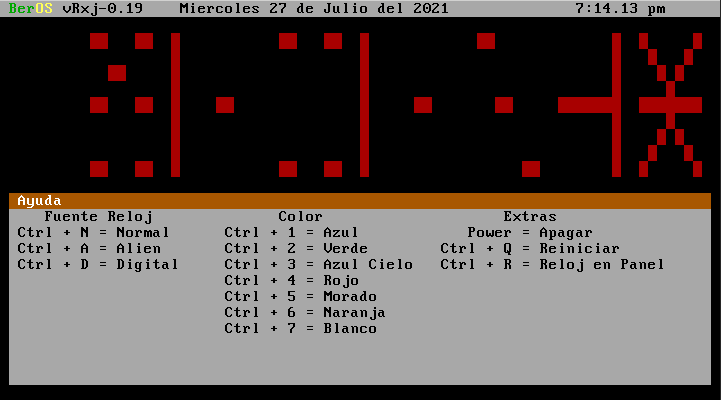 BerOS vRxj-0.19 Miercoles 27 de Julio del 2021 7:14.13 pm
Ayuda
Fuente Reloj Color Extras
Ctrl + N = Normal Ctrl + 1 = Azul Power = Apagar
Ctrl + A = Alien Ctrl + 2 = Verde Ctrl + Q = Reiniciar
Ctrl + D = Digital Ctrl + 3 = Azul Cielo Ctrl + R = Reloj en Panel
Ctrl + 4 = Rojo
Ctrl + 5 = Morado
Ctrl + 6 = Naranja
Ctrl + 7 = Blanco